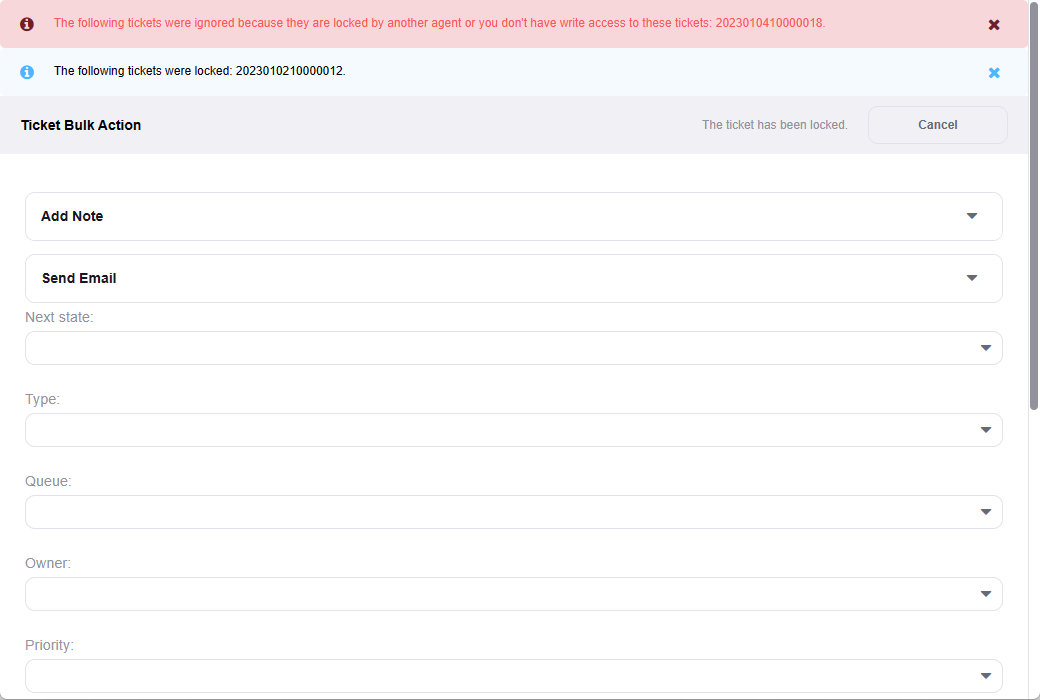 The following tickets were ignored because they are locked by another agent or you don't have write access to these tickets: 2023010410000018.
The following tickets were locked: 2023010210000012.
Ticket Bulk Action
The ticket has been locked.
Cancel
Add Note
Send Email
Next state:
Type:
Queue:
Owner:
Priority: